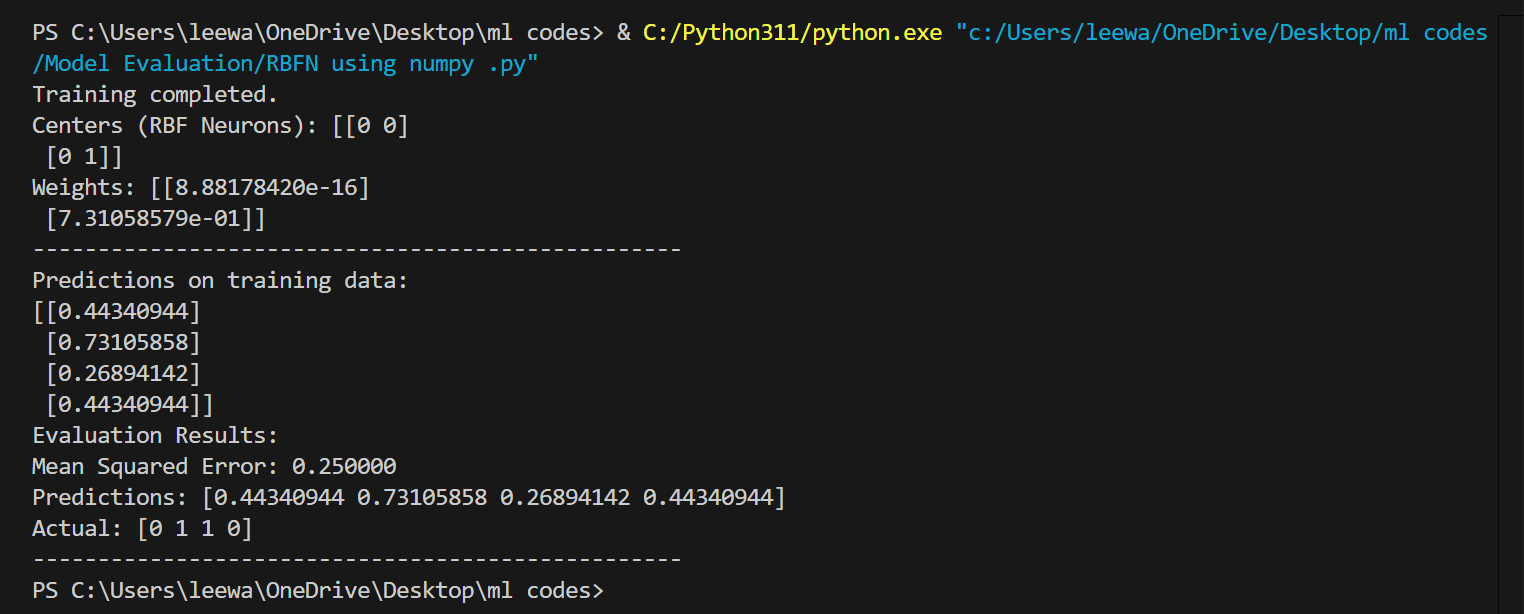 PS C:\Users\leewa\OneDrive\Desktop\ml codes> & C:/Python311/python.exe "c:/Users/leewa/OneDrive/Desktop/ml codes
/Model Evaluation/RBFN using numpy .py"
Training completed.
Centers (RBF Neurons): [[0 0]
 [0 1]]
Weights: [[8.88178420e-16]
 [7.31058579e-01]]
--------------------------------------------------
Predictions on training data:
[[0.44340944]
 [0.73105858]
 [0.26894142]
 [0.44340944]]
Evaluation Results:
Mean Squared Error: 0.250000
Predictions: [0.44340944 0.73105858 0.26894142 0.44340944]
Actual: [0 1 1 0]
--------------------------------------------------
PS C:\Users\leewa\OneDrive\Desktop\ml codes>